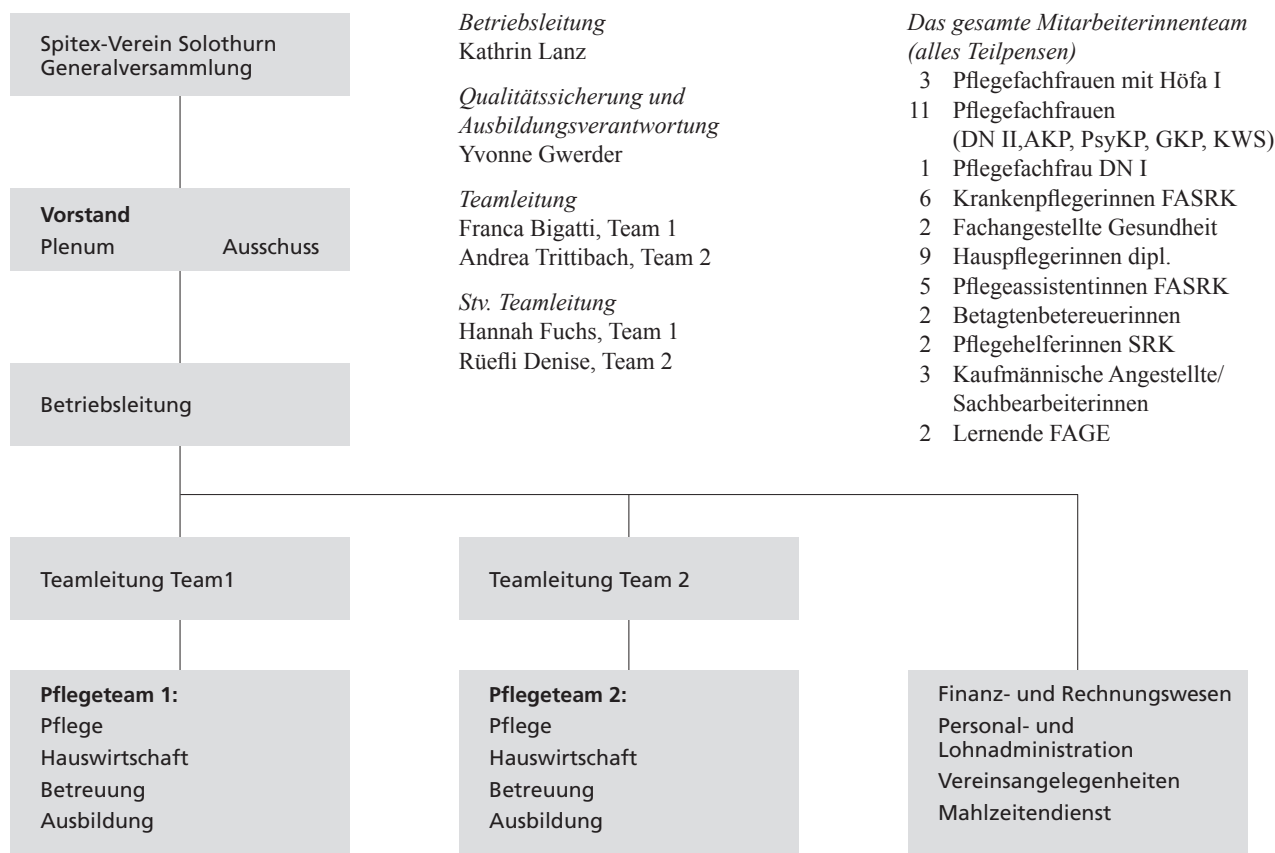 Spitex-Verein Solothurn
Generalversammlung
Vorstand
Plenum Ausschuss
Betriebsleitung
Betriebsleitung
Kathrin Lanz
Qualitätssicherung und
Ausbildungsverantwortung
Yvonne Gwerder
Teamleitung
Franca Bigatti, Team 1
Andrea Trittibach, Team 2
Stv. Teamleitung
Hannah Fuchs, Team 1
Rüefli Denise, Team 2
Das gesamte Mitarbeiterinnenteam
(alles Teilpensen)
3 Pflegefachfrauen mit Höfa I
11 Pflegefachfrauen
(DN II,AKP, PsyKP, GKP, KWS)
1 Pflegefachfrau DN I
6 Krankenpflegerinnen FASRK
2 Fachangestellte Gesundheit
9 Hauspflegerinnen dipl.
5 Pflegeassistentinnen FASRK
2 Betagtenbetereuerinnen
2 Pflegehelferinnen SRK
3 Kaufmännische Angestellte/
Sachbearbeiterinnen
2 Lernende FAGE
Teamleitung Team1
Teamleitung Team 2
Pflegeteam 1:
Pflege
Hauswirtschaft
Betreuung
Ausbildung
Pflegeteam 2:
Pflege
Hauswirtschaft
Betreuung
Ausbildung
Finanz- und Rechnungswesen
Personal- und
Lohnadministration
Vereinsangelegenheiten
Mahlzeitendienst